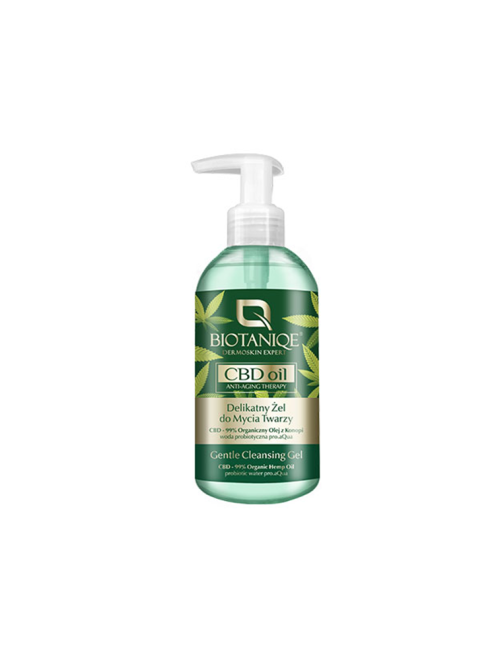 BIOTANIQE
DERMOSKIN EXPERT
CBD oil
ANTI-AGING THERAPY
Delikatny Żel
do Mycia Twarzy
CBD - 99% Organiczny Olej z Konopi
woda probiotyczna pro.aQua
Gentle Cleansing Gel
CBD - 99% Organic Hemp Oil
probiotic water pro.aQua